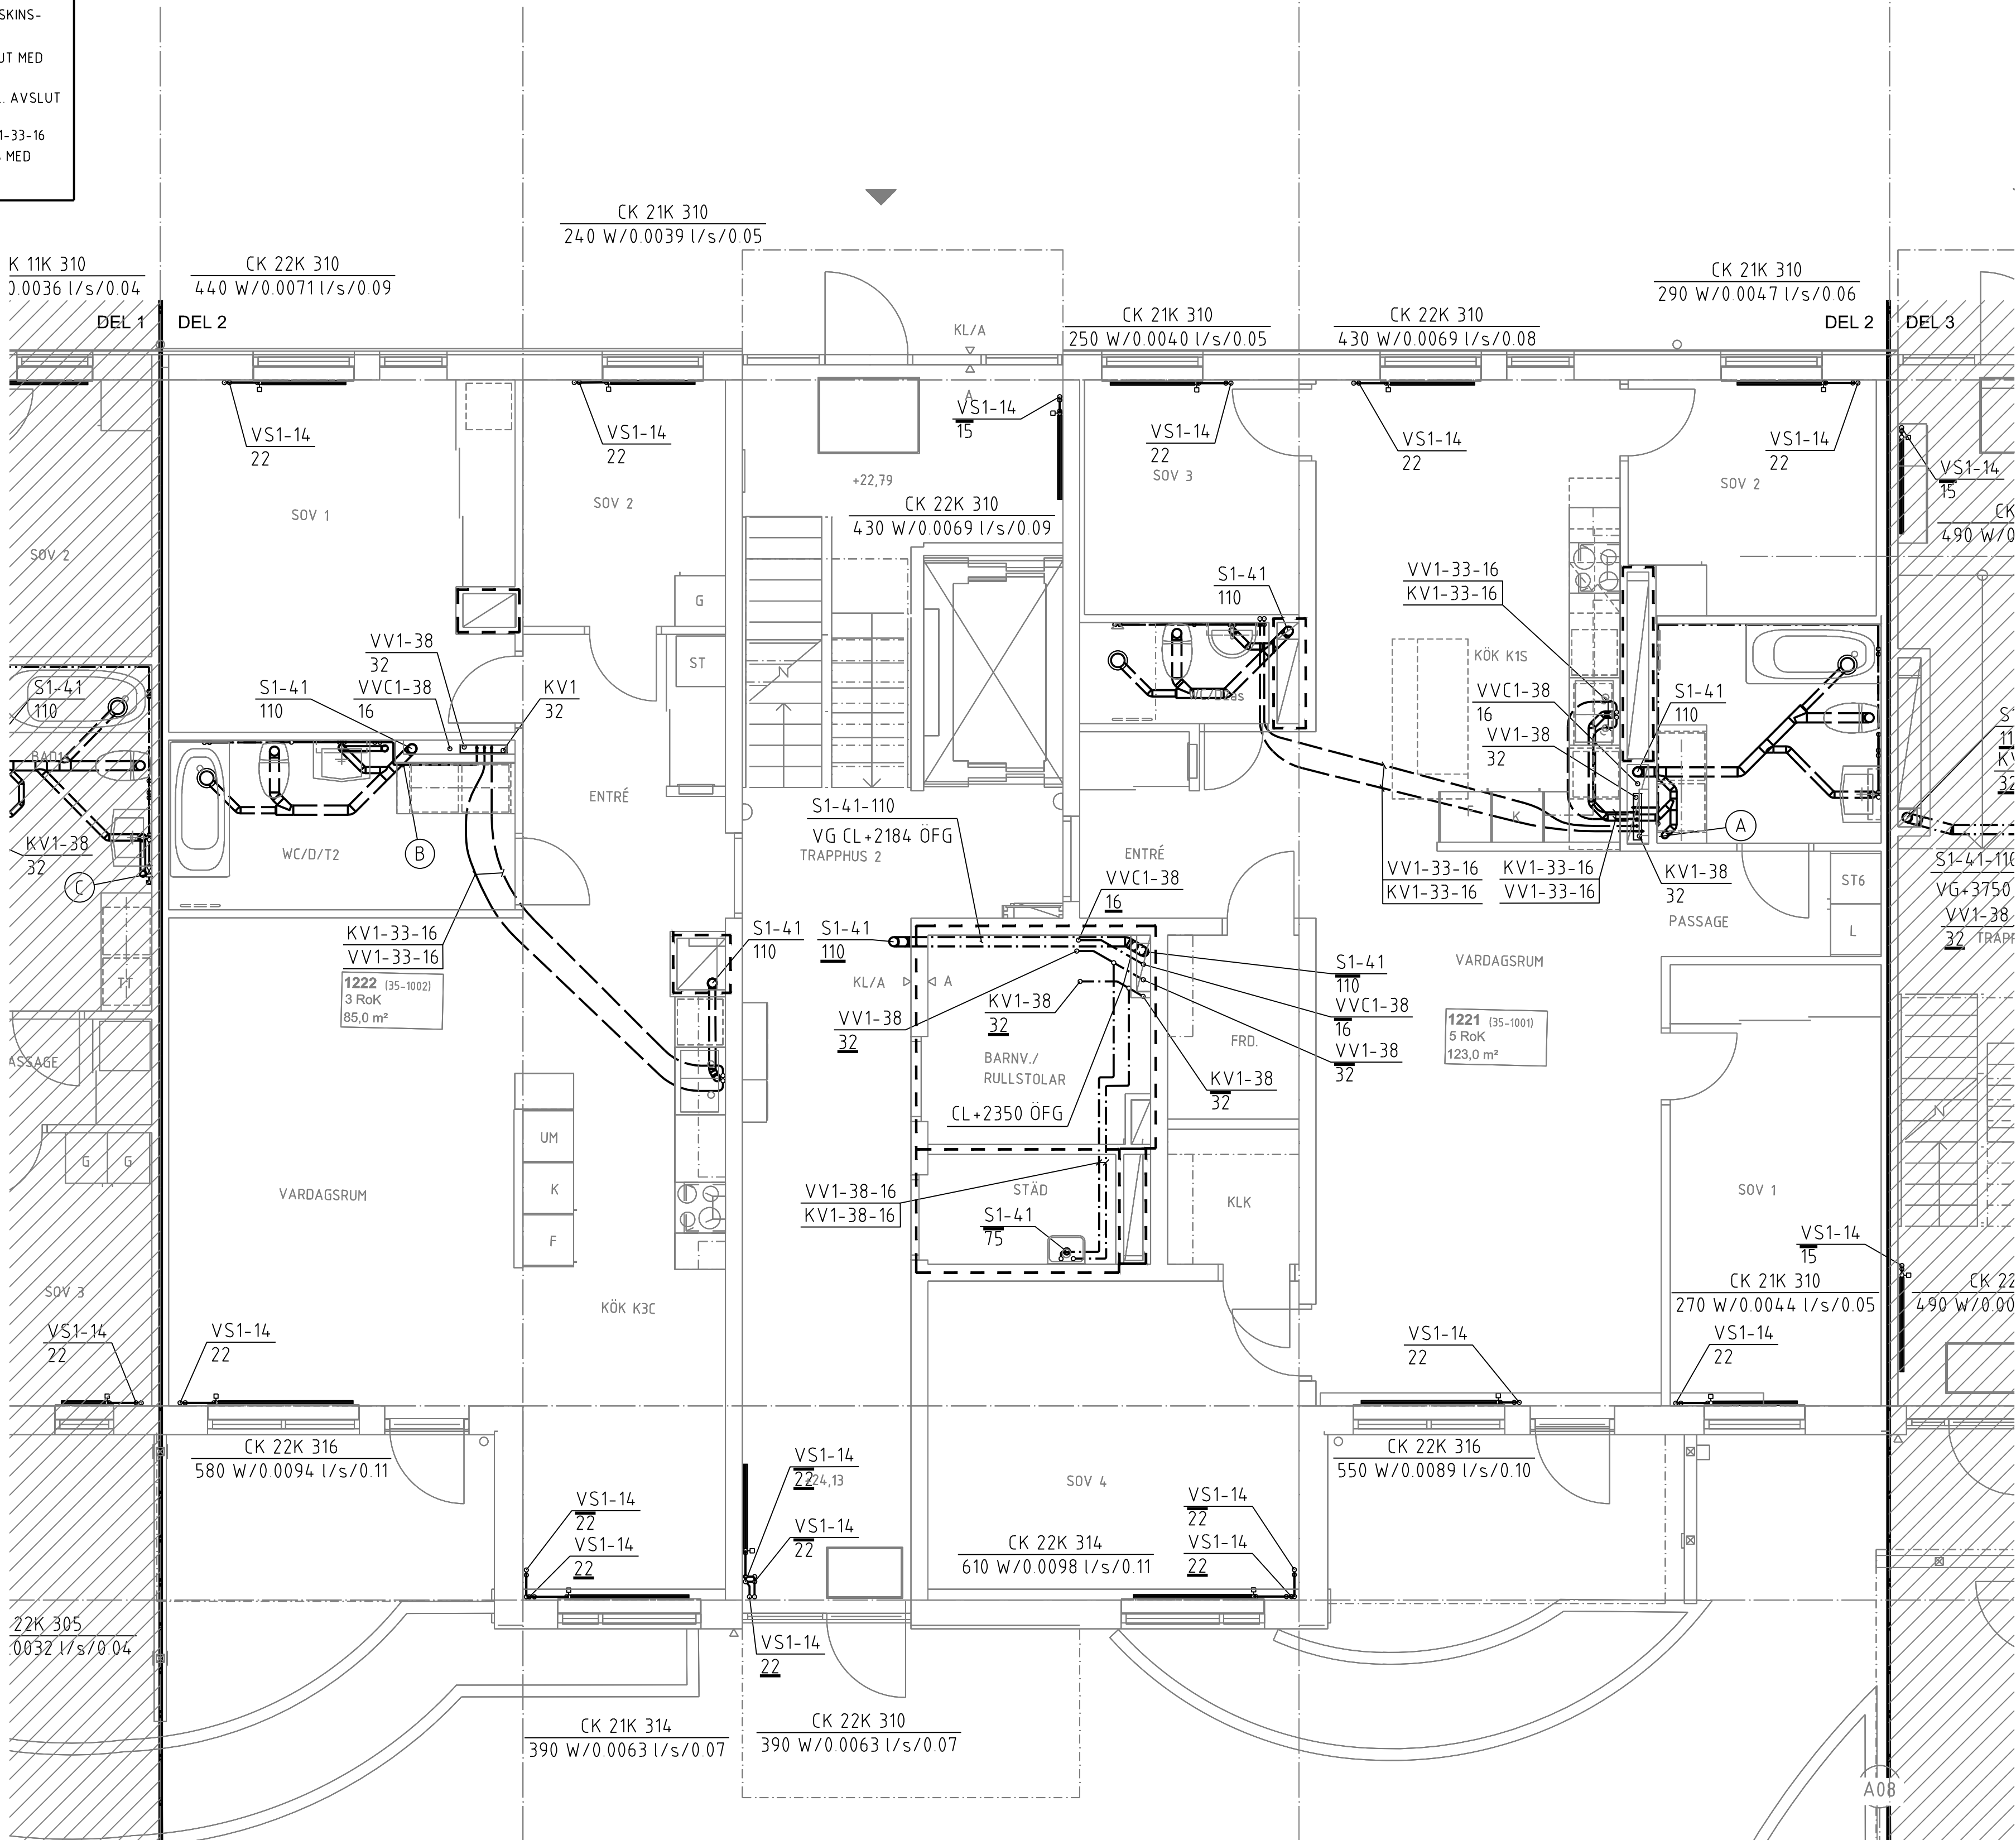 SKINS-
UT MED
. AVSLUT
1-33-16
MED
CK 21K 310
240 W/0.0039 l/s/0.05
K 11K 310
0.0036 l/s/0.04
CK 22K 310
440 W/0.0071 l/s/0.09
CK 21K 310
290 W/0.0047 l/s/0.06
CK 21K 310
250 W/0.0040 l/s/0.05
CK 22K 310
430 W/0.0069 l/s/0.08
DEL 1
DEL 2
DEL 2
DEL 3
KL/A
A
VS1-14
22
VS1-14
22
VS1-14
15
VS1-14
22
VS1-14
22
VS1-14
22
VS1-14
15
SOV 1
SOV 2
+22,79
SOV 3
SOV 2
SOV 2
CK 22K 310
430 W/0.0069 l/s/0.09
CK
490 W/0
G
ST
S1-41
110
VV1-33-16
KV1-33-16
KÖK K1S
VV1-38
32
VVC1-38
16
S1-41
110
KV1
32
S1-41
110
BAD1
WC/D
VVC1-38
16
VV1-38
32
S1-41
110
ENTRÉ
S1-41-110
VG CL+2184 ÖFG
TRAPPHUS 2
ENTRÉ
WC/D/T2
B
A
C
F
K
KV1-38
32
VV1-33-16
KV1-33-16
KV1-33-16
VV1-33-16
KV1-38
32
PASSAGE
ST6
L
S1-41-110
VG+3750
VV1-38
32
KV1-33-16
VV1-33-16
S1-41
110
S1-41
110
VVC1-38
16
1222 (35-1002)
3 RoK
85,0 m²
TT
KL/A
A
VV1-38
32
KV1-38
32
S1-41
110
VVC1-38
16
VV1-38
32
KV1-38
32
VARDAGSRUM
1221 (35-1001)
5 RoK
123,0 m²
BARNV./
RULLSTOLAR
FRD.
CL+2350 ÖFG
G
G
UM
K
F
VARDAGSRUM
VV1-38-16
KV1-38-16
STÄD
S1-41
75
KLK
SOV 1
VS1-14
15
SOV 3
KÖK K3C
CK 21K 310
270 W/0.0044 l/s/0.05
CK 22
490 W/0.00
VS1-14
22
VS1-14
22
VS1-14
22
VS1-14
22
CK 22K 316
580 W/0.0094 l/s/0.11
VS1-14
22
+24,13
SOV 4
CK 22K 316
550 W/0.0089 l/s/0.10
VS1-14
22
VS1-14
22
VS1-14
22
VS1-14
22
VS1-14
22
CK 22K 314
610 W/0.0098 l/s/0.11
22K 305
.0032 l/s/0.04
VS1-14
22
CK 21K 314
390 W/0.0063 l/s/0.07
CK 22K 310
390 W/0.0063 l/s/0.07
A08